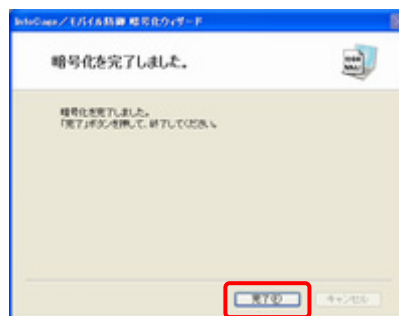 InfoCage／モバイル防御 暗号化ウィザード
暗号化を完了しました。
暗号化を完了しました。
「完了」ボタンを押して、終了してください。
完了(F)
キャンセル